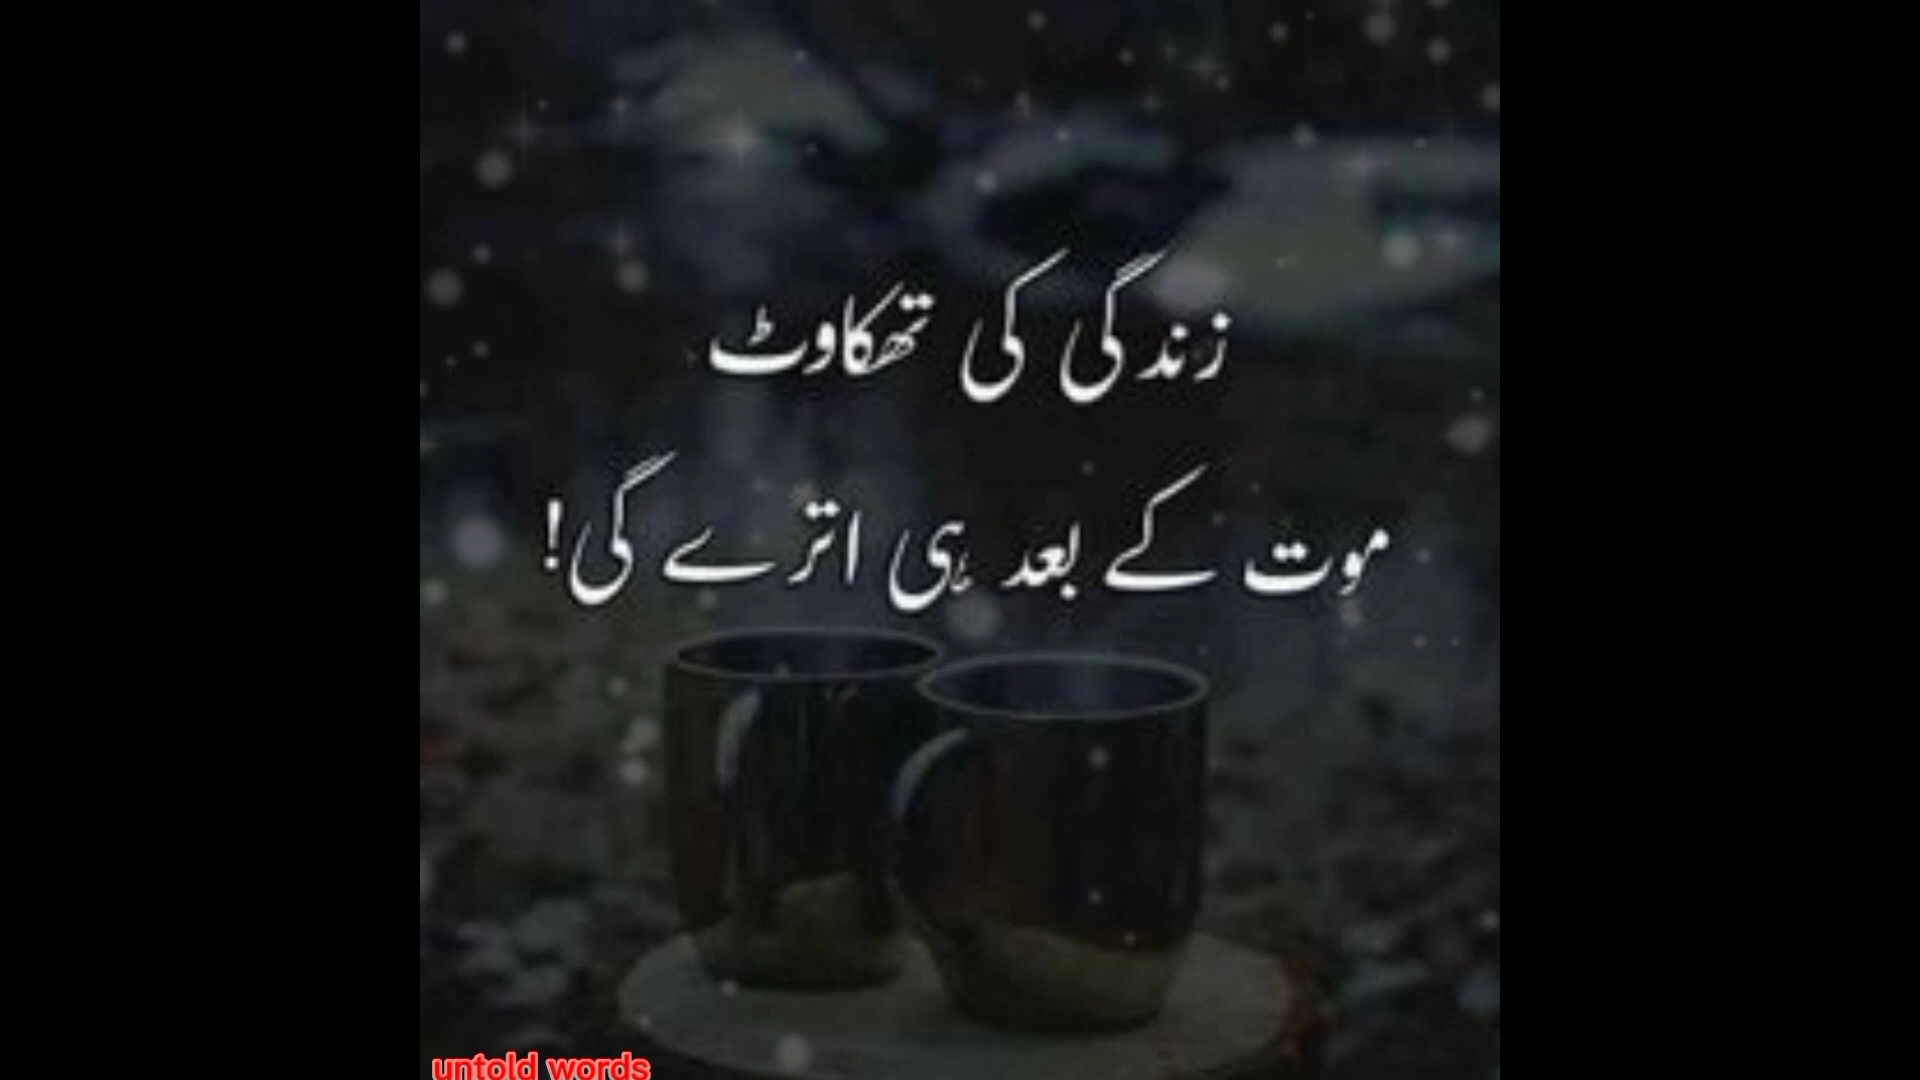 زندگی کی تھکاوٹ
موت کے بعد ہی اترے گی!
untold words